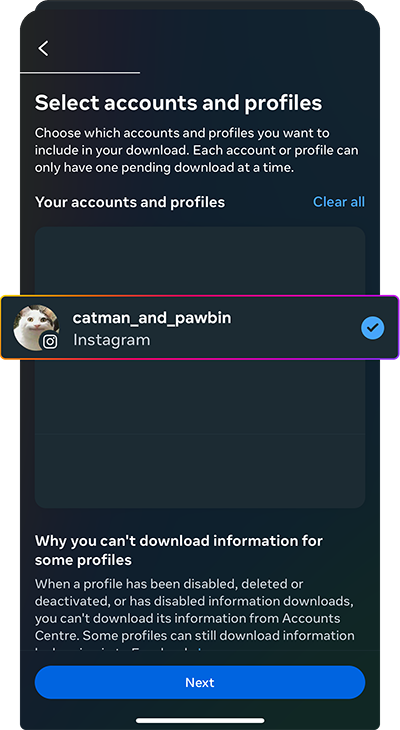 Select accounts and profiles
Choose which accounts and profiles you want to
include in your download. Each account or profile can
only have one pending download at a time.
Your accounts and profiles
Clear all
catman_and_pawbin
Instagram
Why you can't download information for
some profiles
When a profile has been disabled, deleted or
deactivated, or has disabled information downloads,
you can't download its information from Accounts
Centre. Some profiles can still download information
Next